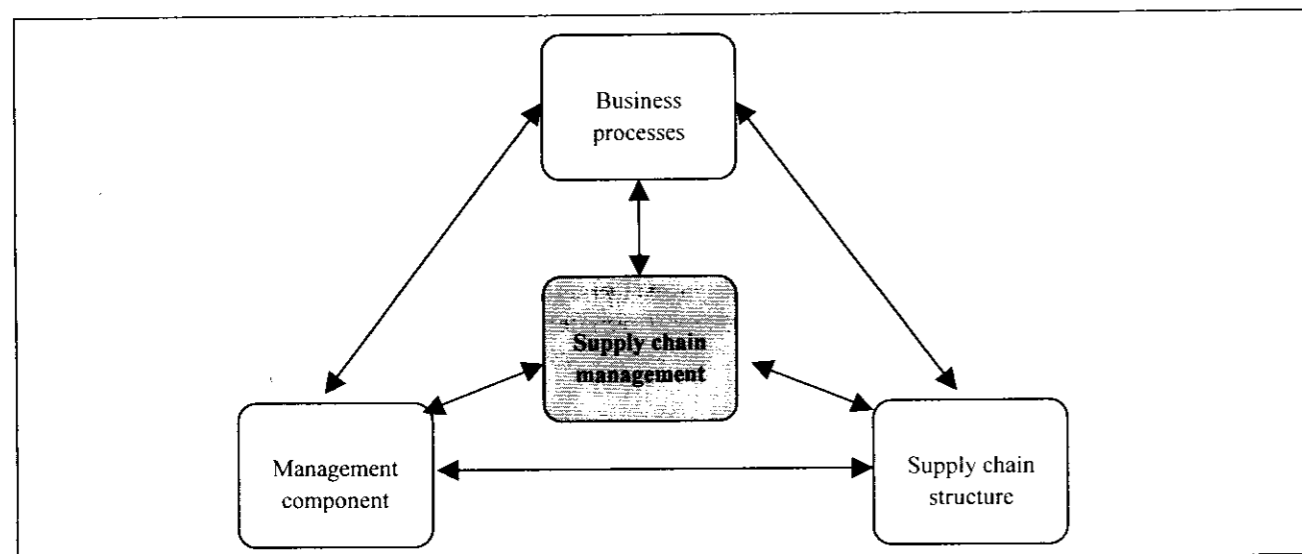 Business
processes
Supply chain
management
Management
component
Supply chain
structure